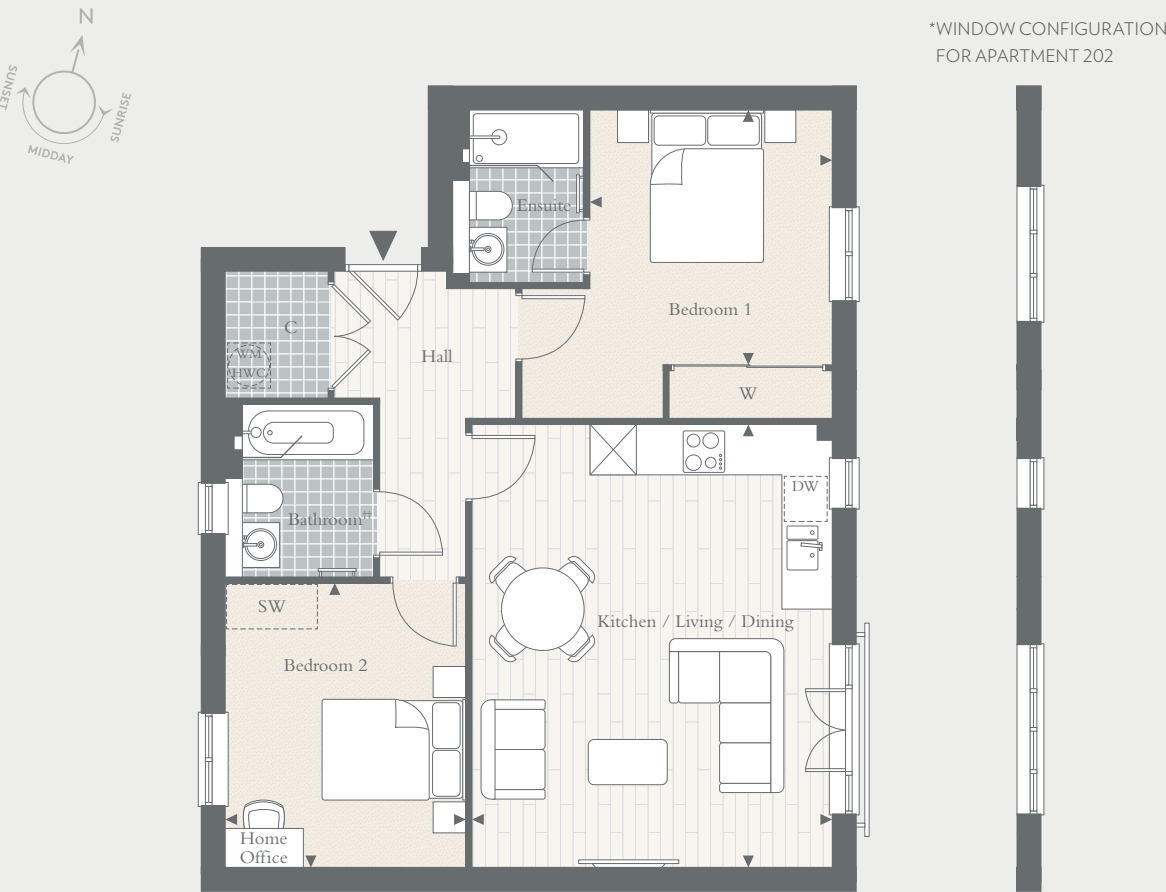 N
*WINDOW CONFIGURATION
FOR APARTMENT 202
SUNSET
SUNRISE
MIDDAY
Ensuite
Bedroom 1
C
WM
HWC
Hall
W
DW
Bathroom‡‡
SW
Kitchen / Living / Dining
Bedroom 2
Home
Office